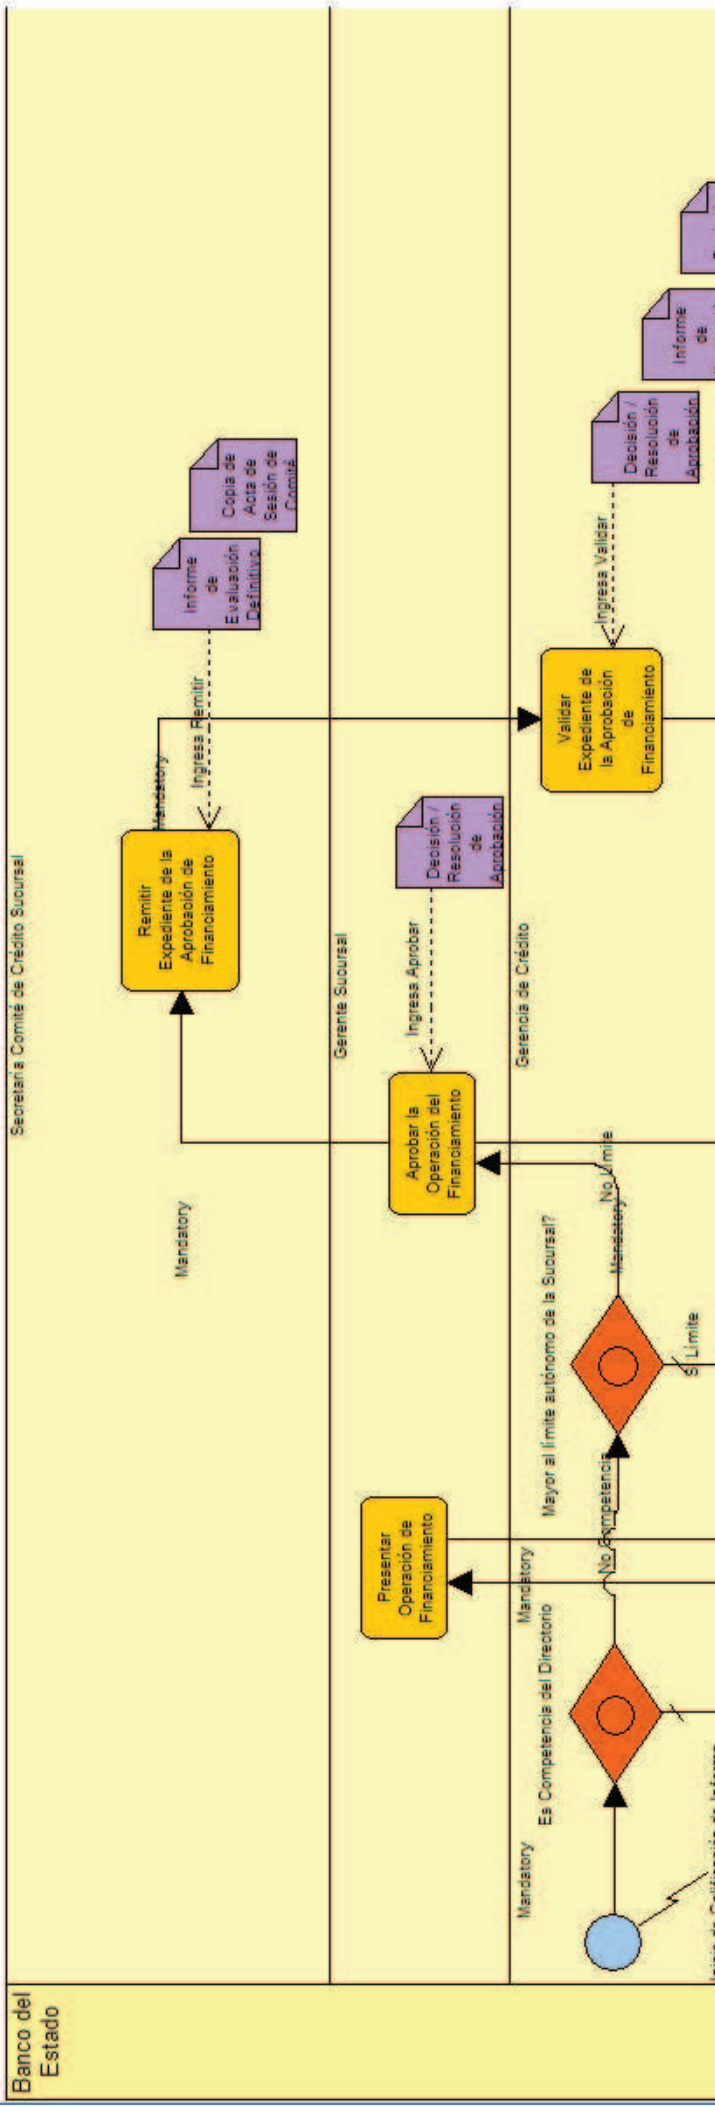 Banco del
Estado
Secretaría Comité de Crédito Sucursal
Remitir
Expediente de la
Aprobación de
Financiamiento
Mandatory
Ingresa Remitir
Informe
de
Evaluación
Definitivo
Copia de
Acta de
Sesión de
Comité
Mandatory
Gerente Sucursal
Presentar
Operación de
Financiamiento
Aprobar la
Operación del
Financiamiento
Ingresa Aprobar
Decisión /
Resolución
de
Aprobación
Gerencia de Crédito
Mandatory
Mandatory
Es Competencia del Directorio
No Competencia
Mayor al límite autónomo de la Sucursal?
No Límite
Mandatory
Si Límite
Validar
Expediente de
la Aprobación
de
Financiamiento
Ingresa Validar
Decisión /
Resolución
de
Aprobación
Informe
de